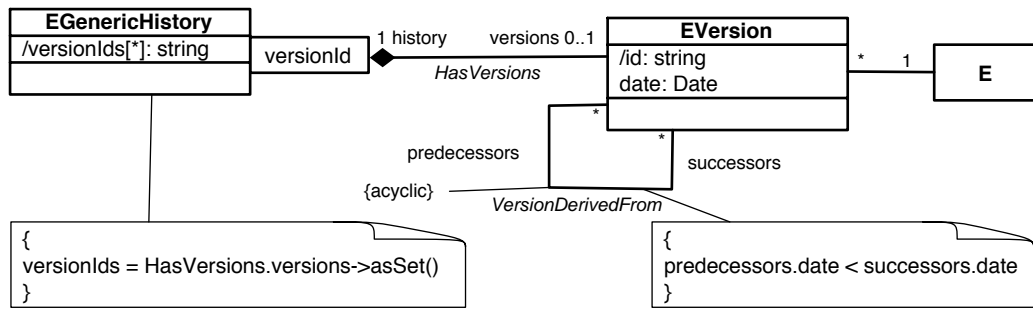 EGenericHistory
/versionIds[*]: string
versionId
1 history
versions 0..1
HasVersions
EVersion
/id: string
date: Date
*
1
E
*
*
predecessors
successors
{acyclic}
VersionDerivedFrom
{
versionIds = HasVersions.versions->asSet()
}
{
predecessors.date < successors.date
}